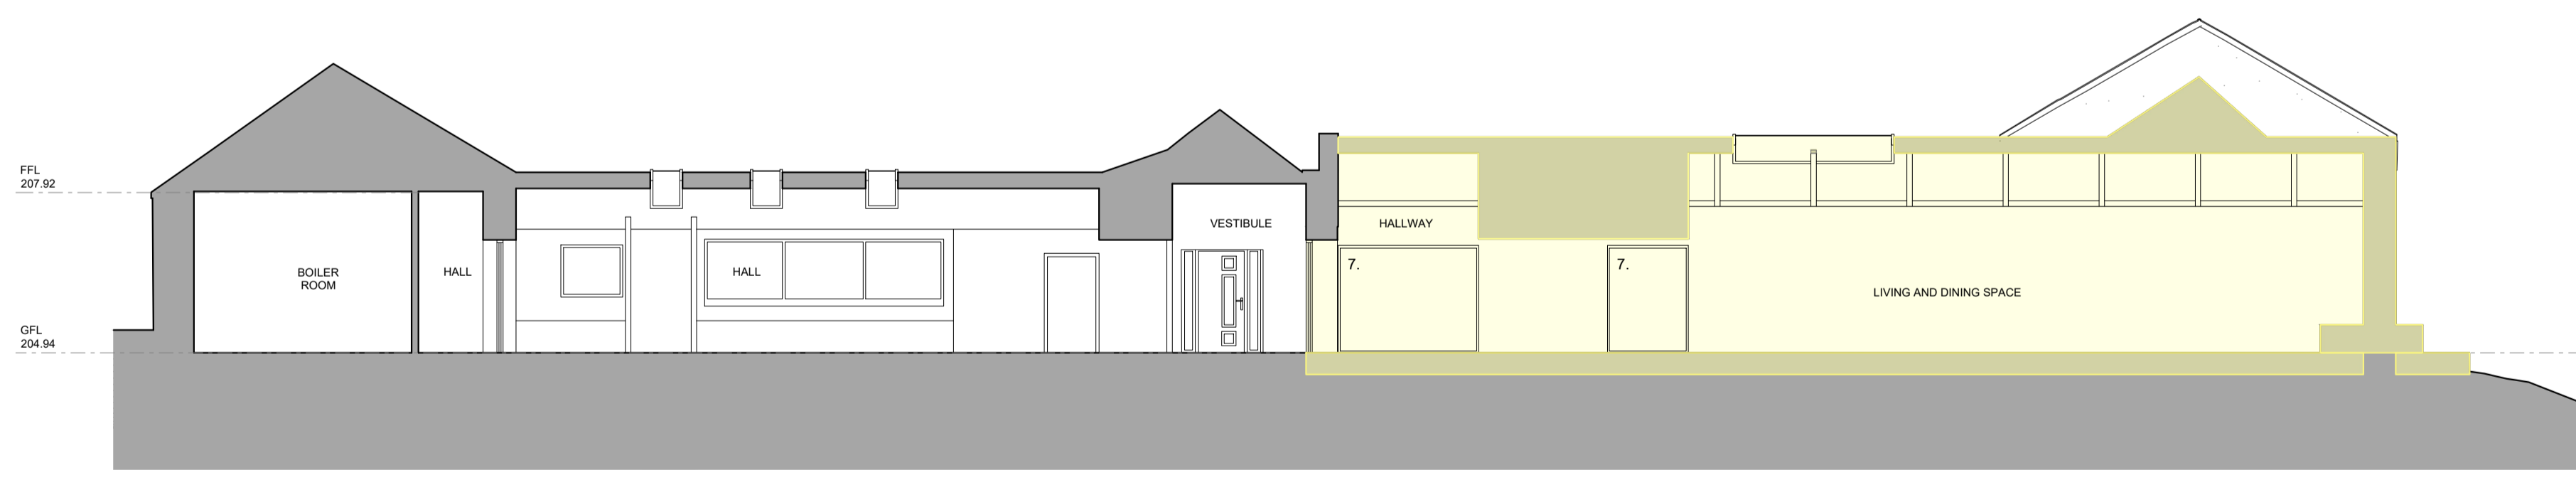 FFL
207.92
VESTIBULE
HALLWAY
7.
7.
BOILER
ROOM
HALL
HALL
LIVING AND DINING SPACE
GFL
204.94